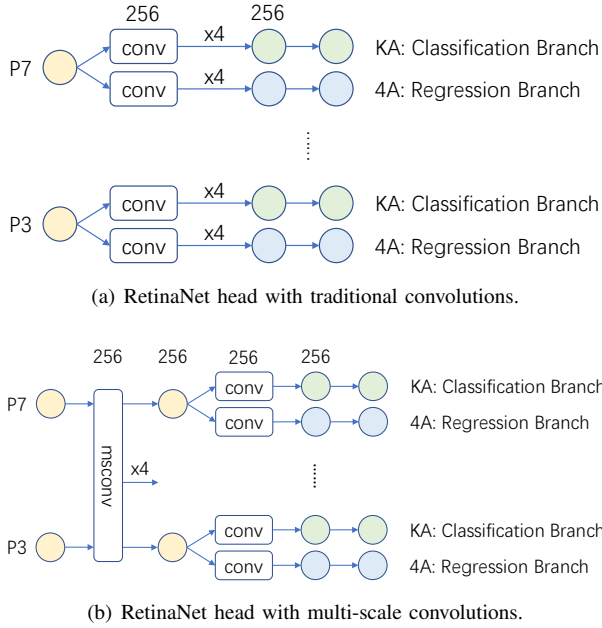 256 256
conv x4 KA: Classification Branch
P7
conv x4 4A: Regression Branch
......
conv x4 KA: Classification Branch
P3
conv x4 4A: Regression Branch
(a) RetinaNet head with traditional convolutions.
256 256 256 256
conv KA: Classification Branch
P7
conv 4A: Regression Branch
msconv x4 ......
conv KA: Classification Branch
P3
conv 4A: Regression Branch
(b) RetinaNet head with multi-scale convolutions.